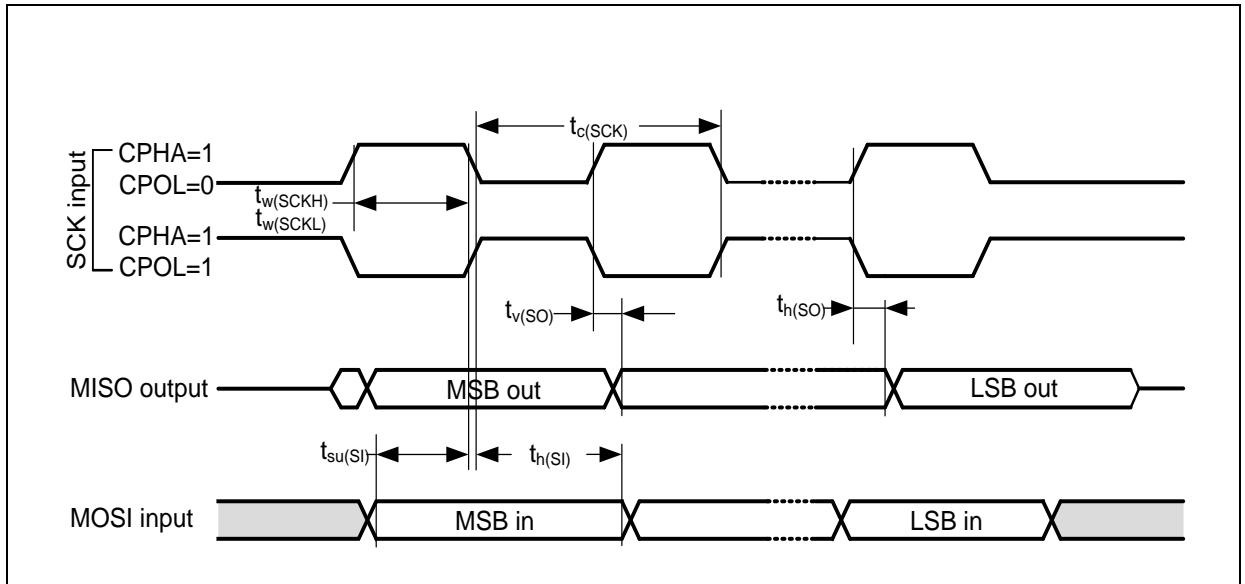 SCK input
CPHA=1
CPOL=0
CPHA=1
CPOL=1
tc(SCK)
tw(SCKH)
tw(SCKL)
tv(SO)
th(SO)
MISO output
MSB out
LSB out
tsu(SI)
th(SI)
MOSI input
MSB in
LSB in